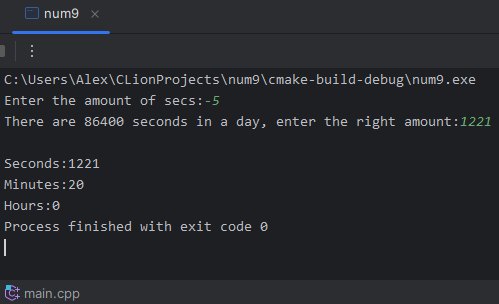 num9
C:\Users\Alex\CLionProjects\num9\cmake-build-debug\num9.exe
Enter the amount of secs:-5
There are 86400 seconds in a day, enter the right amount:1221
Seconds:1221
Minutes:20
Hours:0
Process finished with exit code 0
main.cpp